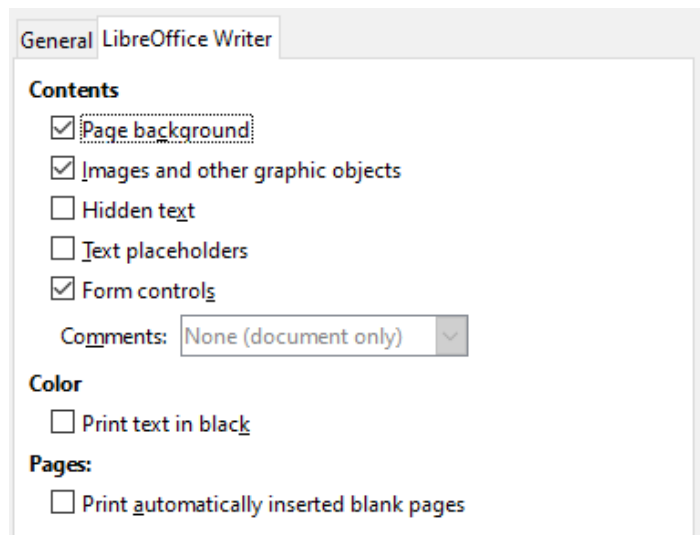 General LibreOffice Writer
Contents
Page background
Images and other graphic objects
Hidden text
Text placeholders
Form controls
Comments: None (document only)
Color
Print text in black
Pages:
Print automatically inserted blank pages